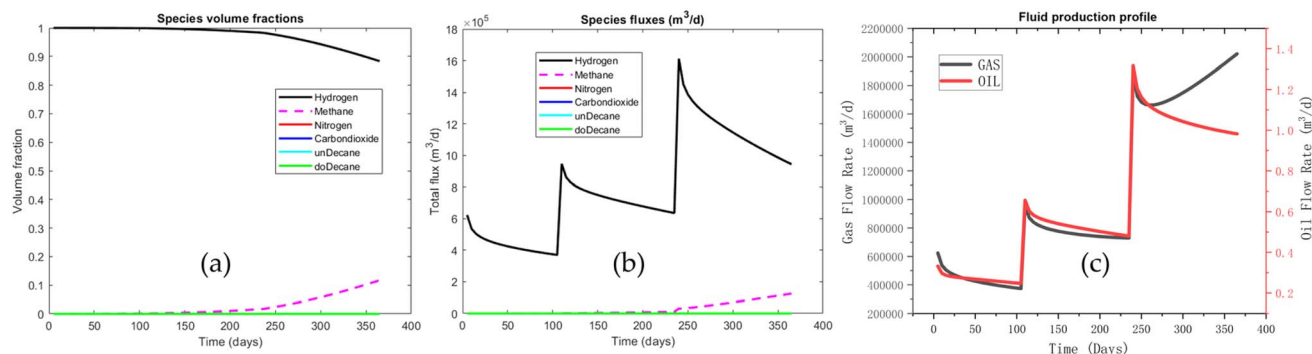 Species volume fractions
1
0.9
0.8
0.7
0.6
0.5
0.4
0.3
0.2
0.1
0
Volume fraction
Hydrogen
Methane
Nitrogen
Carbondioxide
unDecane
doDecane
(a)
0 50 100 150 200 250 300 350 400
Time (days)
Species fluxes (m³/d)
×10⁵
18
16
14
12
10
8
6
4
2
0
Total flux (m³/d)
Hydrogen
Methane
Nitrogen
Carbondioxide
unDecane
doDecane
(b)
0 50 100 150 200 250 300 350 400
Time (days)
Fluid production profile
2200000
2000000
1800000
1600000
1400000
1200000
1000000
800000
600000
400000
200000
Gas Flow Rate (m³/d)
GAS
OIL
(c)
1.4
1.2
1.0
0.8
0.6
0.4
0.2
Oil Flow Rate (m³/d)
0 50 100 150 200 250 300 350 400
Time (Days)